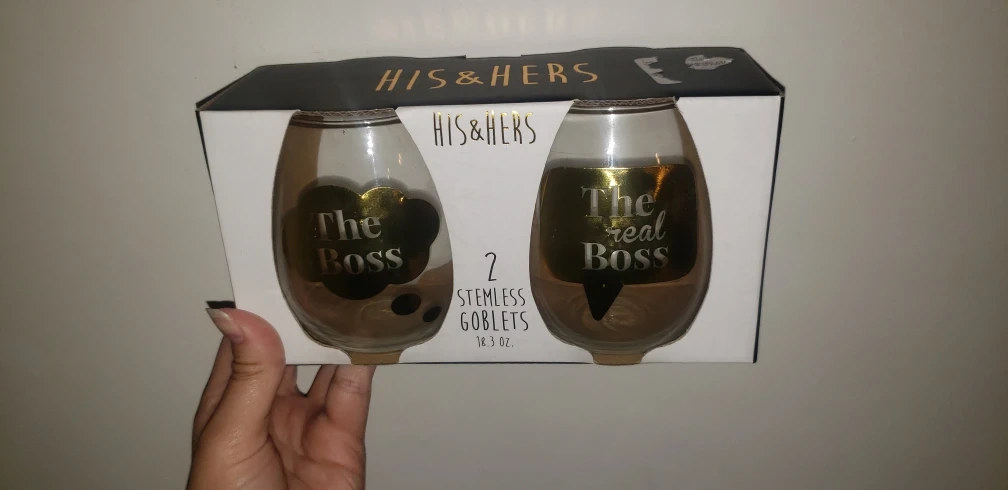 HIS&HERS
HIS&HERS
The
Boss
The
real
Boss
2
STEMLESS
GOBLETS
18.3 OZ.